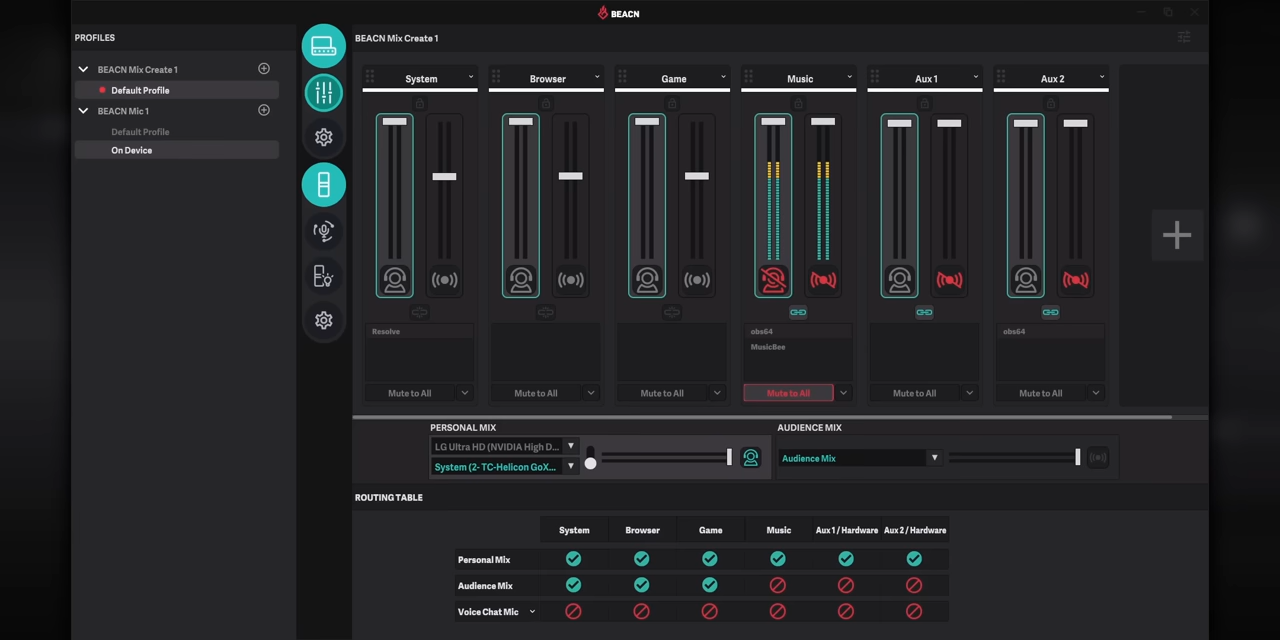 BEACN
PROFILES
BEACN Mix Create 1
Default Profile
BEACN Mic 1
Default Profile
On Device
BEACN Mix Create 1
System
Browser
Game
Music
Aux 1
Aux 2
Resolve
obs64
MusicBee
obs64
Mute to All
Mute to All
Mute to All
Mute to All
Mute to All
Mute to All
PERSONAL MIX
AUDIENCE MIX
LG Ultra HD (NVIDIA High D...
System (2- TC-Helicon GoX...
Audience Mix
ROUTING TABLE
System Browser Game Music Aux 1 / Hardware Aux 2 / Hardware
Personal Mix
Audience Mix
Voice Chat Mic